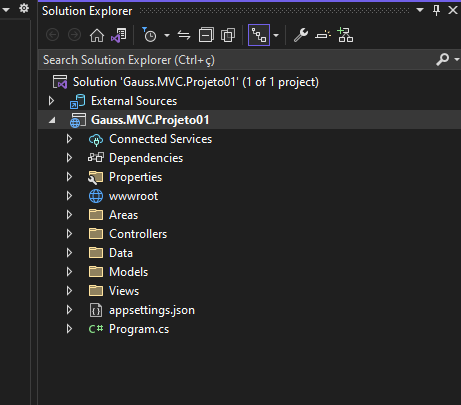 Solution Explorer
Search Solution Explorer (Ctrl+ç)
Solution 'Gauss.MVC.Projeto01' (1 of 1 project)
External Sources
Gauss.MVC.Projeto01
Connected Services
Dependencies
Properties
wwwroot
Areas
Controllers
Data
Models
Views
appsettings.json
C# Program.cs